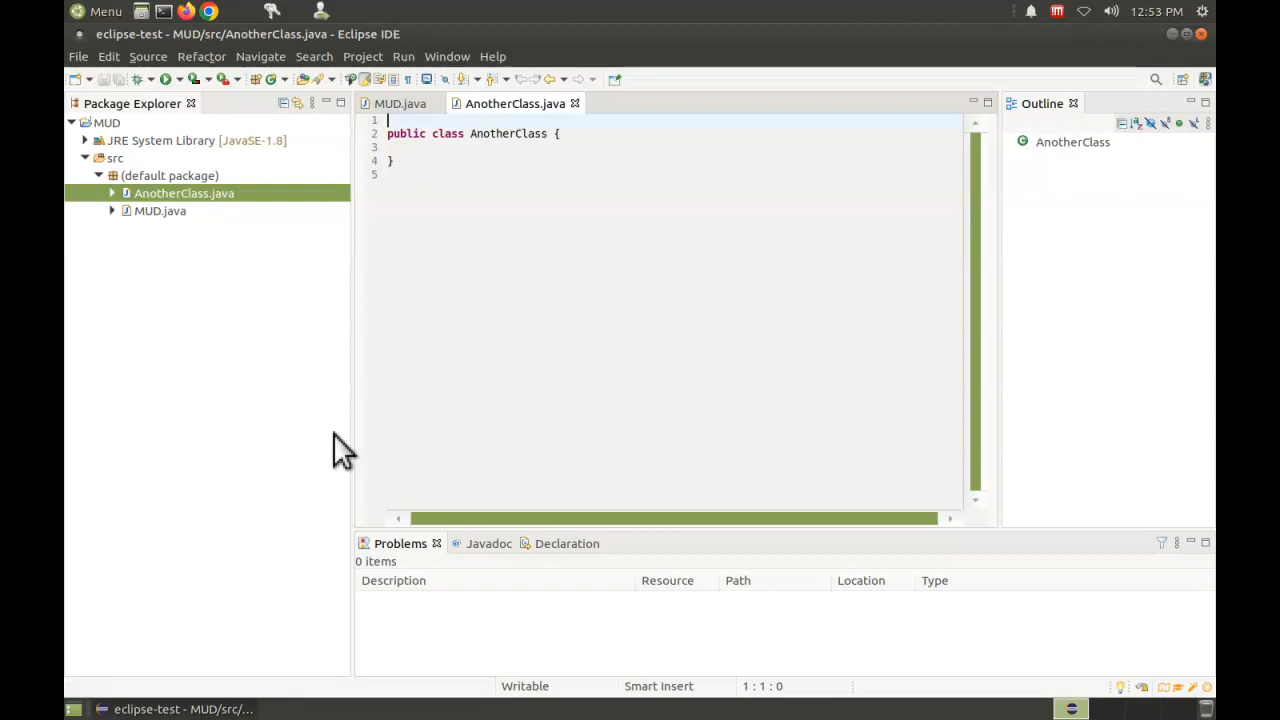 Menu
12:53 PM
eclipse-test - MUD/src/AnotherClass.java - Eclipse IDE
File Edit Source Refactor Navigate Search Project Run Window Help
Package Explorer
MUD
JRE System Library [JavaSE-1.8]
src
(default package)
AnotherClass.java
MUD.java
MUD.java AnotherClass.java
1
2 public class AnotherClass {
3
4 }
5
Outline
AnotherClass
Problems Javadoc Declaration
0 items
Description Resource Path Location Type
Writable Smart Insert 1 : 1 : 0
eclipse-test - MUD/src/...